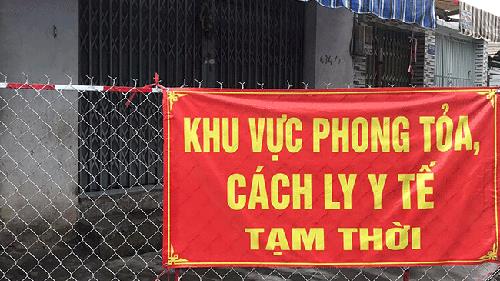 KHU VỰC PHONG TỎA,
CÁCH LY Y TẾ
TẠM THỜI